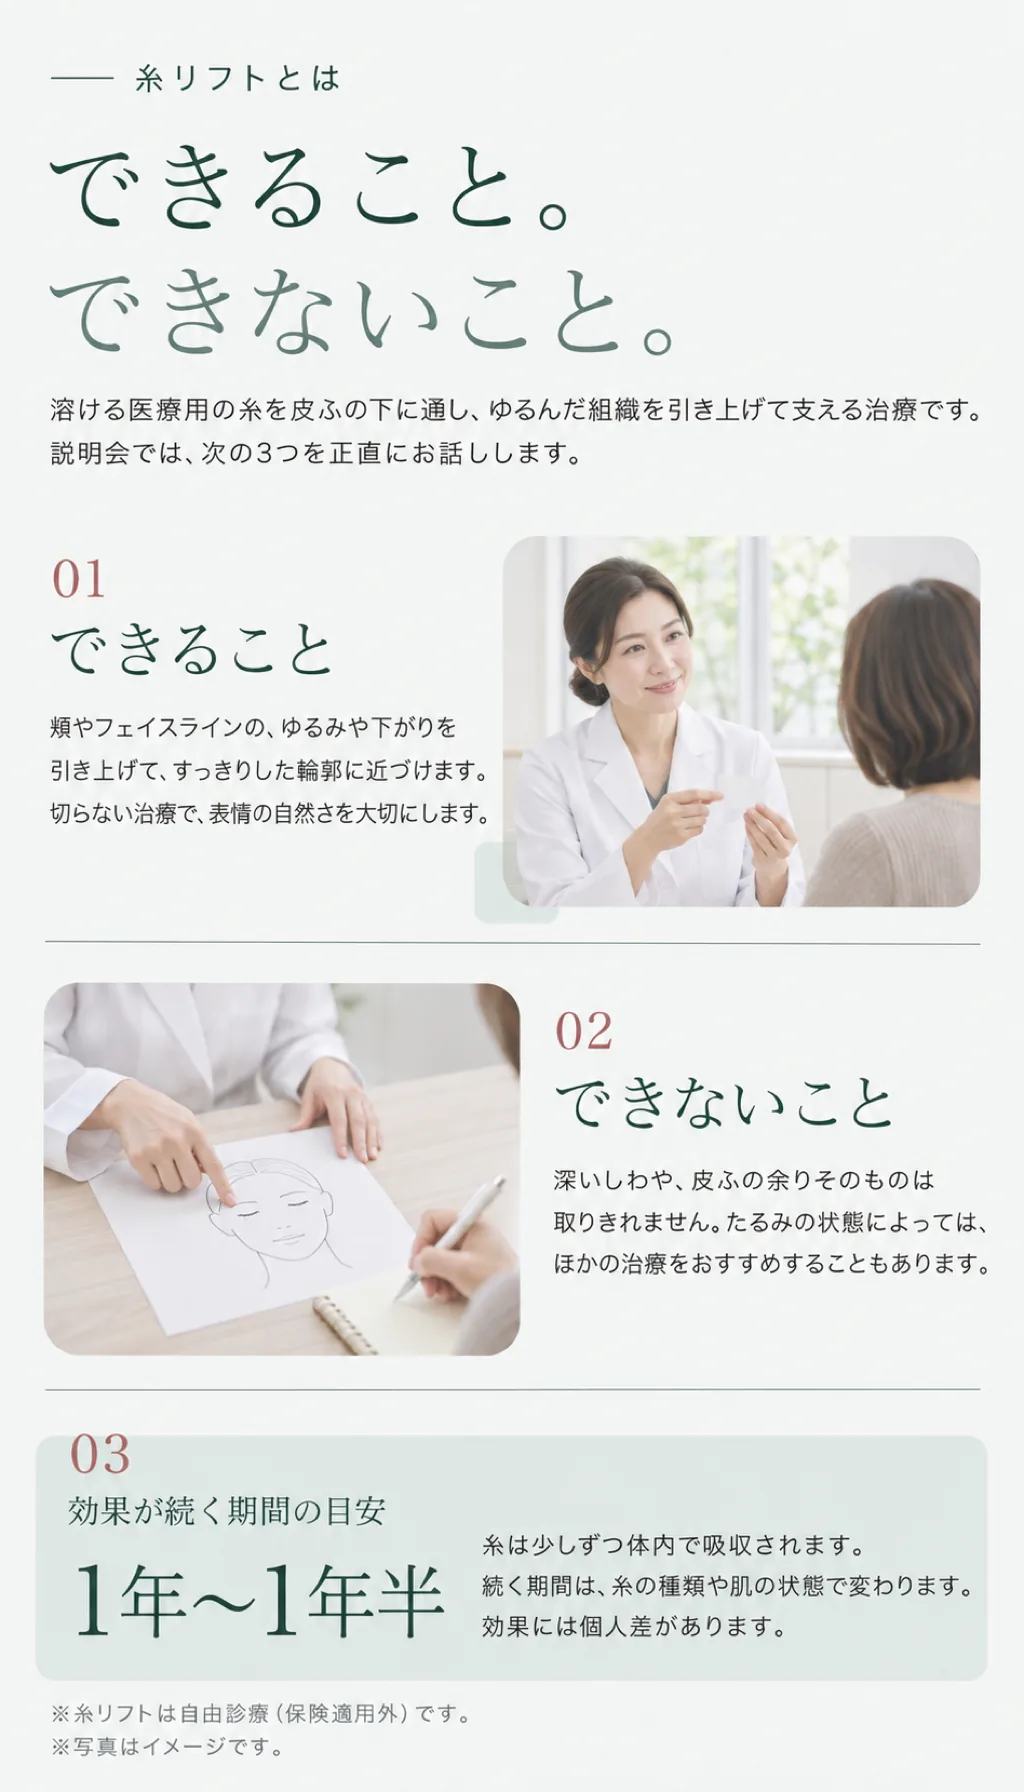 糸リフトとは
できること。
できないこと。
溶ける医療用の糸を皮ふの下に通し、ゆるんだ組織を引き上げて支える治療です。
説明会では、次の3つを正直にお話しします。
01
できること
頬やフェイスラインの、ゆるみや下がりを
引き上げて、すっきりした輪郭に近づけます。
切らない治療で、表情の自然さを大切にします。
02
できないこと
深いしわや、皮ふの余りそのものは
取りきれません。たるみの状態によっては、
ほかの治療をおすすめすることもあります。
03
効果が続く期間の目安
1年〜1年半
糸は少しずつ体内で吸収されます。
続く期間は、糸の種類や肌の状態で変わります。
効果には個人差があります。
※糸リフトは自由診療（保険適用外）です。
※写真はイメージです。